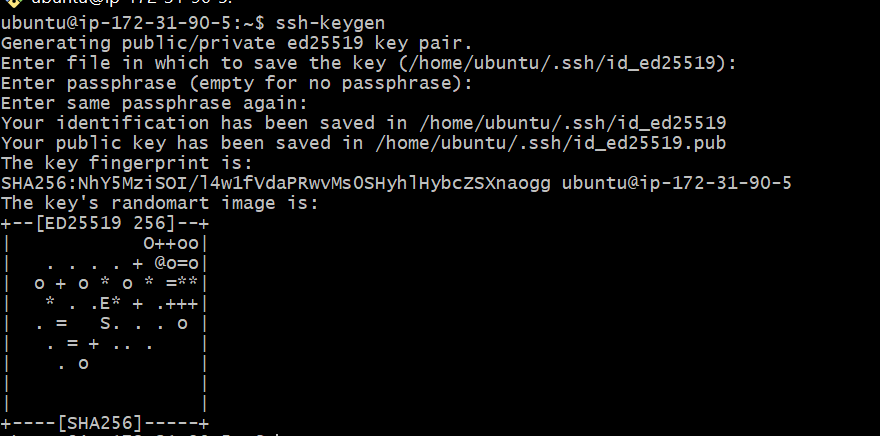 ubuntu@ip-172-31-90-5:~$ ssh-keygen
Generating public/private ed25519 key pair.
Enter file in which to save the key (/home/ubuntu/.ssh/id_ed25519):
Enter passphrase (empty for no passphrase):
Enter same passphrase again:
Your identification has been saved in /home/ubuntu/.ssh/id_ed25519
Your public key has been saved in /home/ubuntu/.ssh/id_ed25519.pub
The key fingerprint is:
SHA256:NhY5MziSOI/l4w1fVdaPRwvMs0SHyhlHybcZSXnaogg ubuntu@ip-172-31-90-5
The key's randomart image is:
+--[ED25519 256]--+
|            O++oo|
|   . . . . + @o=o|
|  o + o * o * =**|
|   * . .E* + .+++|
|  . =   S. . . o |
|   . = + .. .    |
|    . o          |
|                 |
|                 |
+----[SHA256]-----+